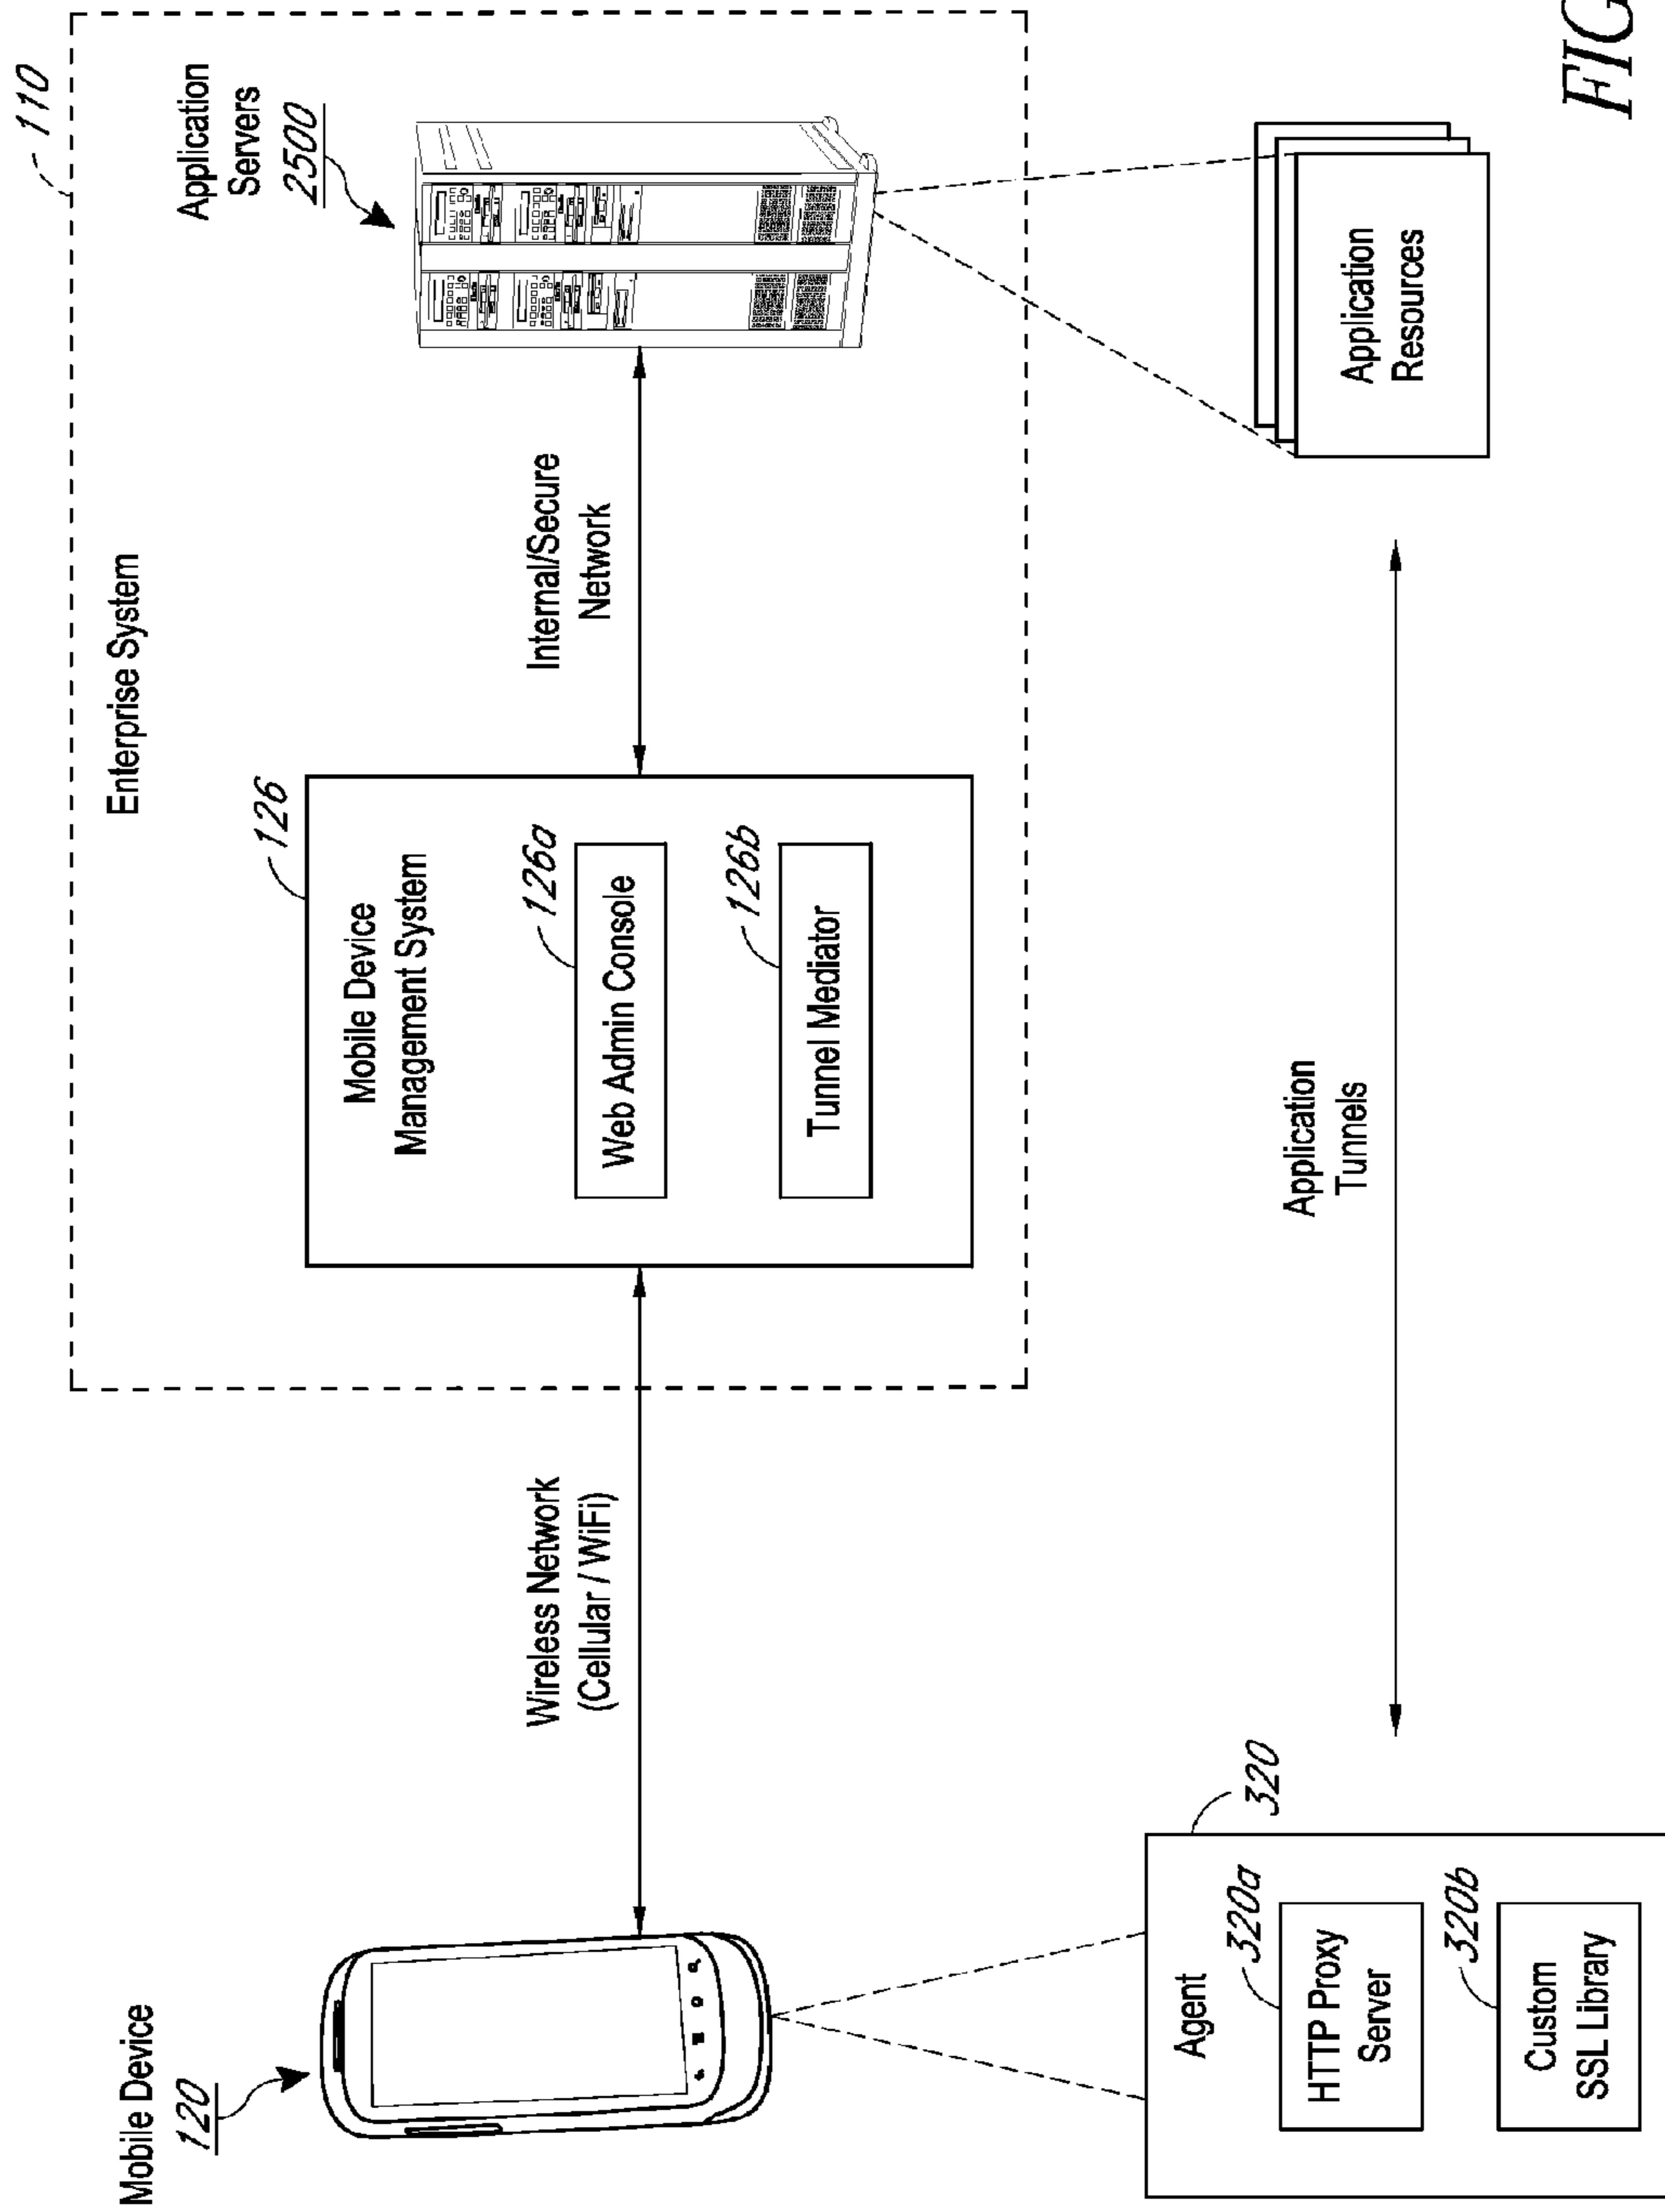 110
Enterprise System
Application
Servers
2500
Mobile Device
120
126
Mobile Device
Management System
126a
Web Admin Console
126b
Tunnel Mediator
Wireless Network
(Cellular / WiFi)
Internal/Secure
Network
320
Agent
320a
HTTP Proxy
Server
320b
Custom
SSL Library
Application
Tunnels
Application
Resources
FIG